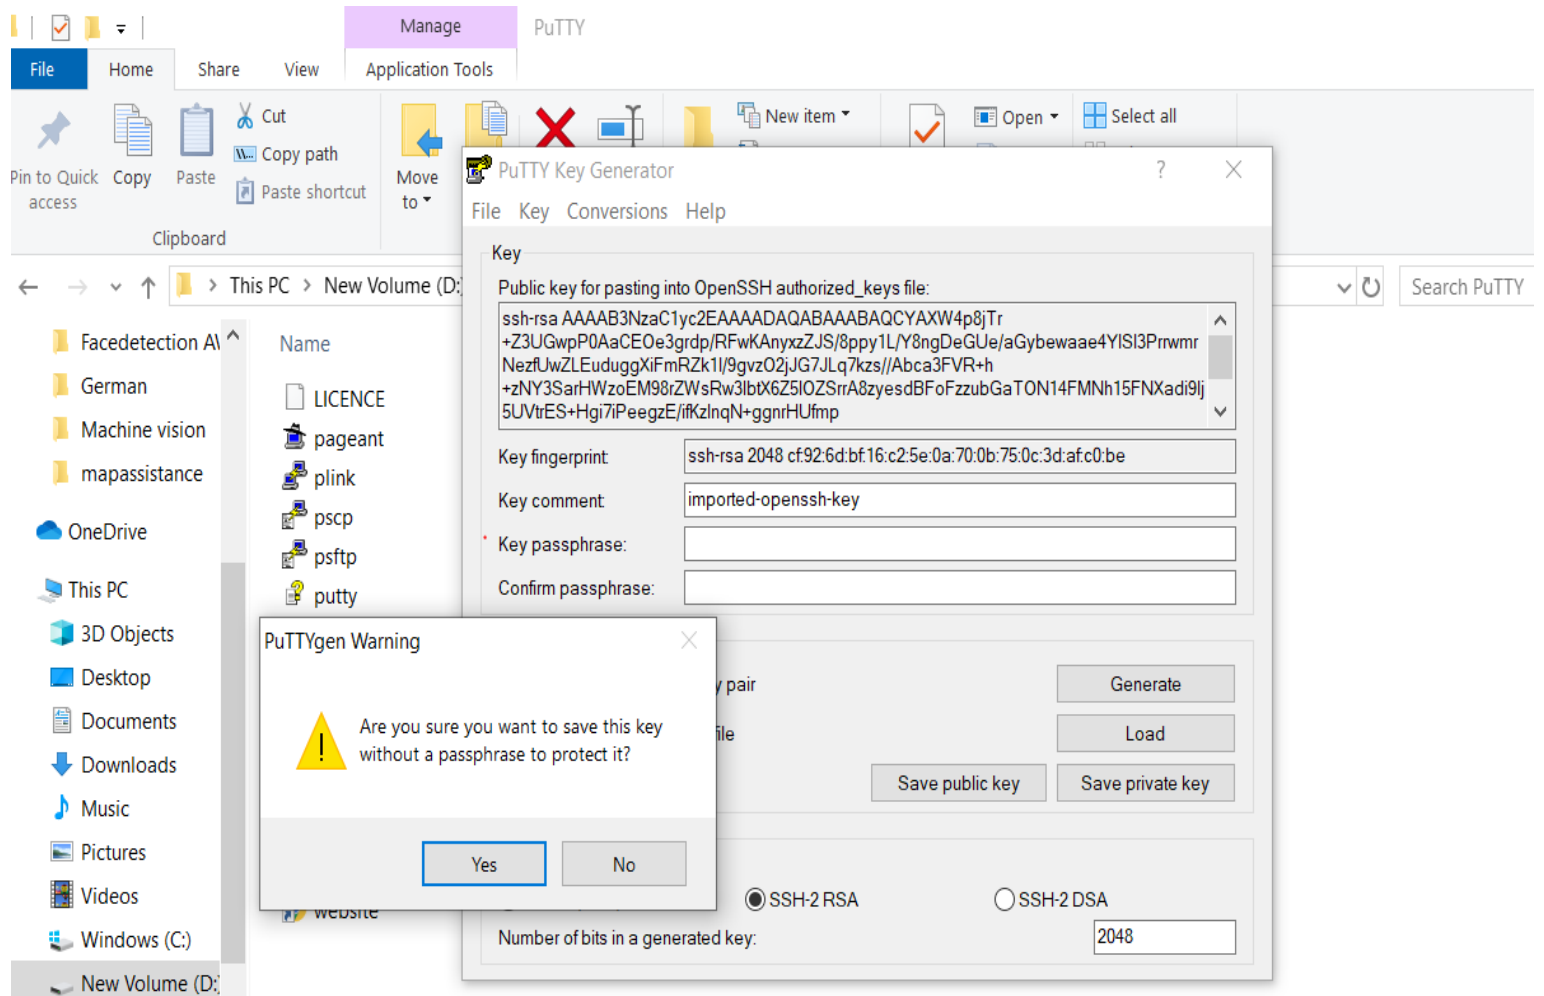 Manage
PuTTY
File
Home
Share
View
Application Tools
Pin to Quick access
Copy
Paste
Cut
Copy path
Paste shortcut
Clipboard
Move to
New item
Open
Select all
This PC > New Volume (D:)
Search PuTTY
Facedetection
German
Machine vision
mapassistance
OneDrive
This PC
3D Objects
Desktop
Documents
Downloads
Music
Pictures
Videos
Windows (C:)
New Volume (D:)
Name
LICENCE
pageant
plink
pscp
psftp
putty
website
PuTTY Key Generator
?
File Key Conversions Help
Key
Public key for pasting into OpenSSH authorized_keys file:
ssh-rsa AAAAB3NzaC1yc2EAAAADAQABAAABAQCYAXW4p8jTr
+Z3UGwpP0AaCEOe3grdp/RFwKAnyxzZJS/8ppy1L/Y8ngDeGUe/aGybewaae4YlSl3Prrwmr
NezfUwZLEuduggXiFmRZk1l/9gvzO2jJG7JLq7kzs//Abca3FVR+h
+zNY3SarHWzoEM98rZWsRw3lbtX6Z5lOZSrrA8zyesdBFoFzzubGaTON14FMNh15FNXadi9lj
5UVtrES+Hgi7iPeegzE/ifKzlnqN+ggnrHUfmp
Key fingerprint:
ssh-rsa 2048 cf:92:6d:bf:16:c2:5e:0a:70:0b:75:0c:3d:af:c0:be
Key comment:
imported-openssh-key
Key passphrase:
Confirm passphrase:
y pair
Generate
file
Load
Save public key
Save private key
SSH-2 RSA
SSH-2 DSA
Number of bits in a generated key:
2048
PuTTYgen Warning
Are you sure you want to save this key
without a passphrase to protect it?
Yes
No